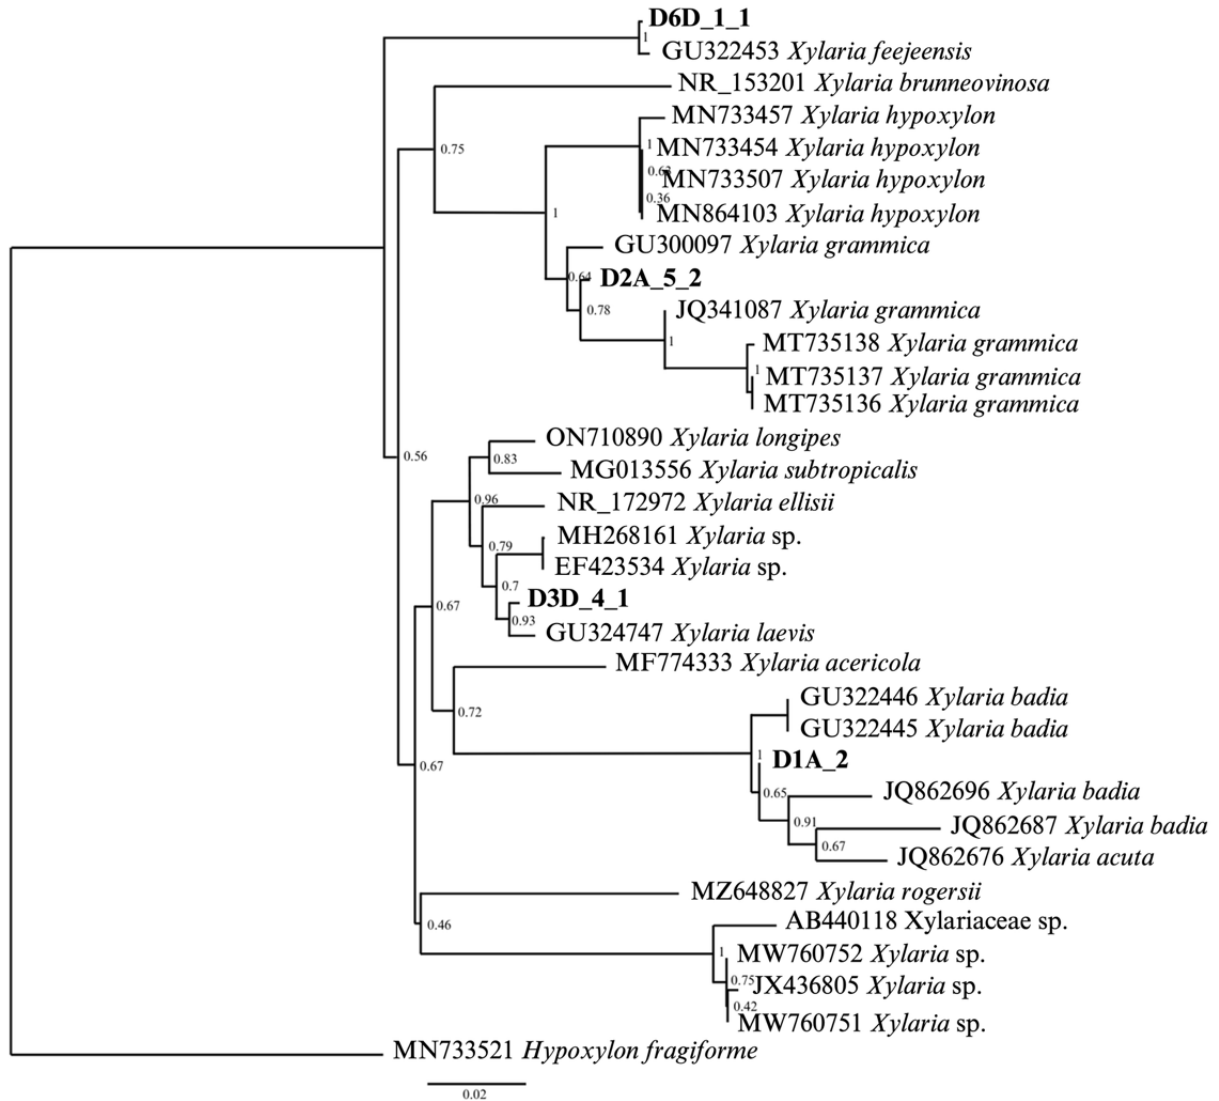 D6D_1_1
1
GU322453 Xylaria feejeensis
NR_153201 Xylaria brunneovinosa
MN733457 Xylaria hypoxylon
0.75
1 MN733454 Xylaria hypoxylon
0.63
MN733507 Xylaria hypoxylon
0.36
1
MN864103 Xylaria hypoxylon
GU300097 Xylaria grammica
0.64
D2A_5_2
0.78
JQ341087 Xylaria grammica
1
MT735138 Xylaria grammica
1
MT735137 Xylaria grammica
MT735136 Xylaria grammica
ON710890 Xylaria longipes
0.56
0.83
MG013556 Xylaria subtropicalis
0.96
NR_172972 Xylaria ellisii
MH268161 Xylaria sp.
0.79
EF423534 Xylaria sp.
0.7
D3D_4_1
0.67
0.93
GU324747 Xylaria laevis
MF774333 Xylaria acericola
GU322446 Xylaria badia
0.72
GU322445 Xylaria badia
1
D1A_2
0.67
0.65
JQ862696 Xylaria badia
0.91
JQ862687 Xylaria badia
0.67
JQ862676 Xylaria acuta
MZ648827 Xylaria rogersii
0.46
AB440118 Xylariaceae sp.
1
MW760752 Xylaria sp.
0.75
JX436805 Xylaria sp.
0.42
MW760751 Xylaria sp.
MN733521 Hypoxylon fragiforme
0.02